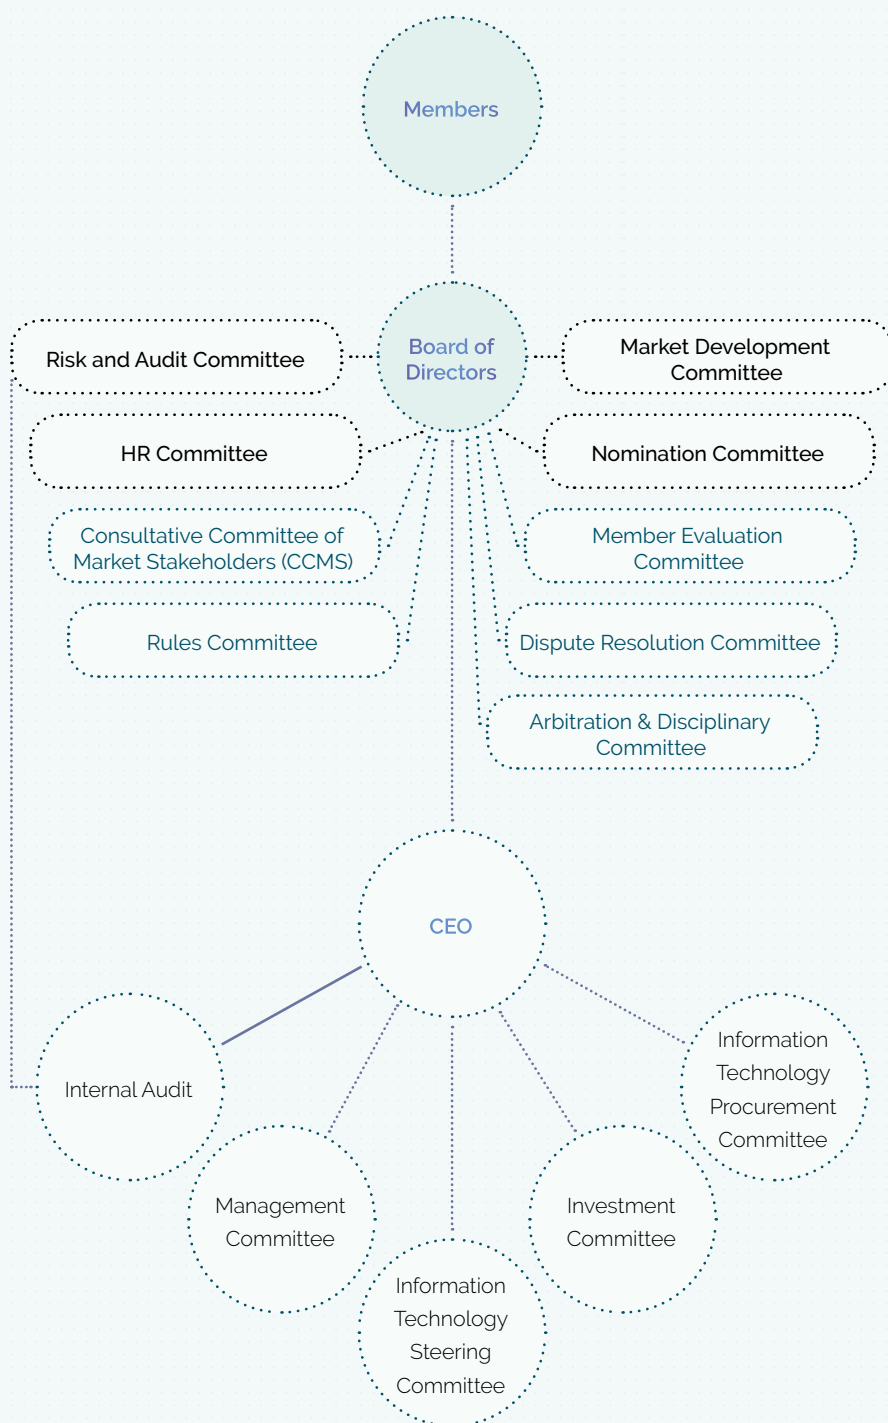 Members
Board of
Directors
Risk and Audit Committee
Market Development
Committee
HR Committee
Nomination Committee
Consultative Committee of
Market Stakeholders (CCMS)
Member Evaluation
Committee
Rules Committee
Dispute Resolution Committee
Arbitration & Disciplinary
Committee
CEO
Internal Audit
Information
Technology
Procurement
Committee
Management
Committee
Investment
Committee
Information
Technology
Steering
Committee